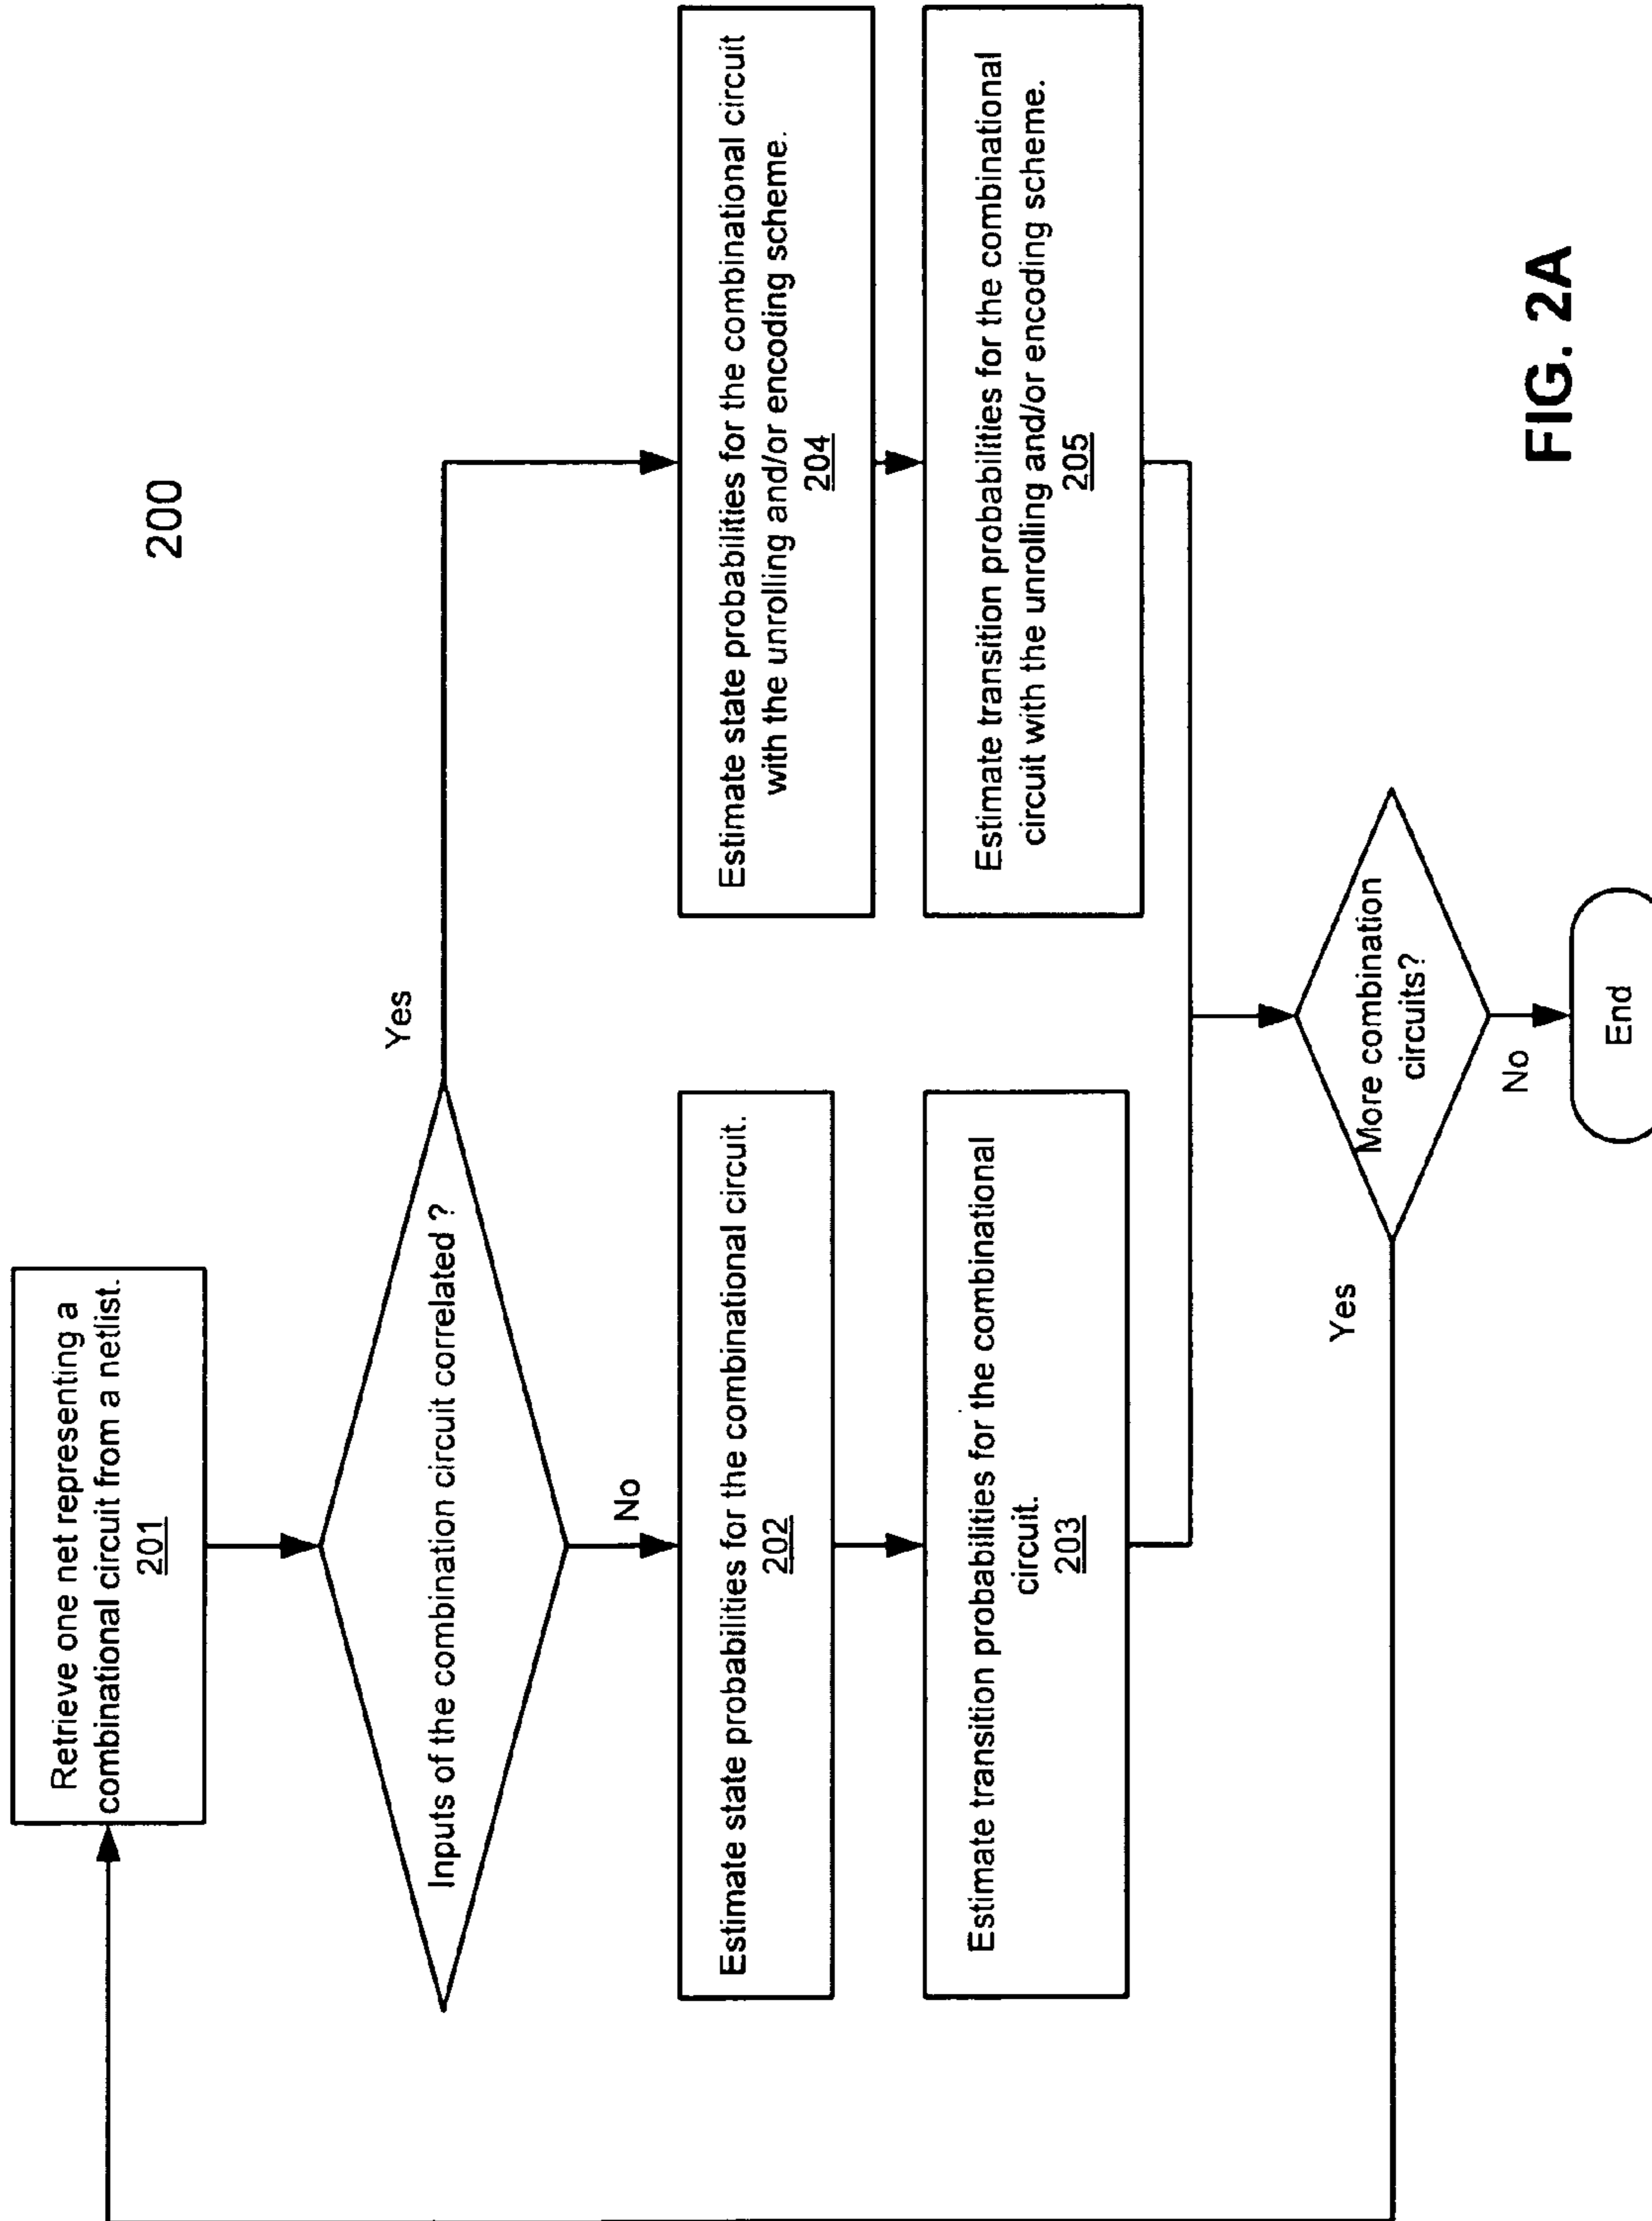 200
Retrieve one net representing a
combinational circuit from a netlist.
201
Inputs of the combination circuit correlated ?
Yes
No
Estimate state probabilities for the combinational circuit.
202
Estimate transition probabilities for the combinational
circuit.
203
Estimate state probabilities for the combinational circuit
with the unrolling and/or encoding scheme.
204
Estimate transition probabilities for the combinational
circuit with the unrolling and/or encoding scheme.
205
More combination
circuits?
Yes
No
End
FIG. 2A